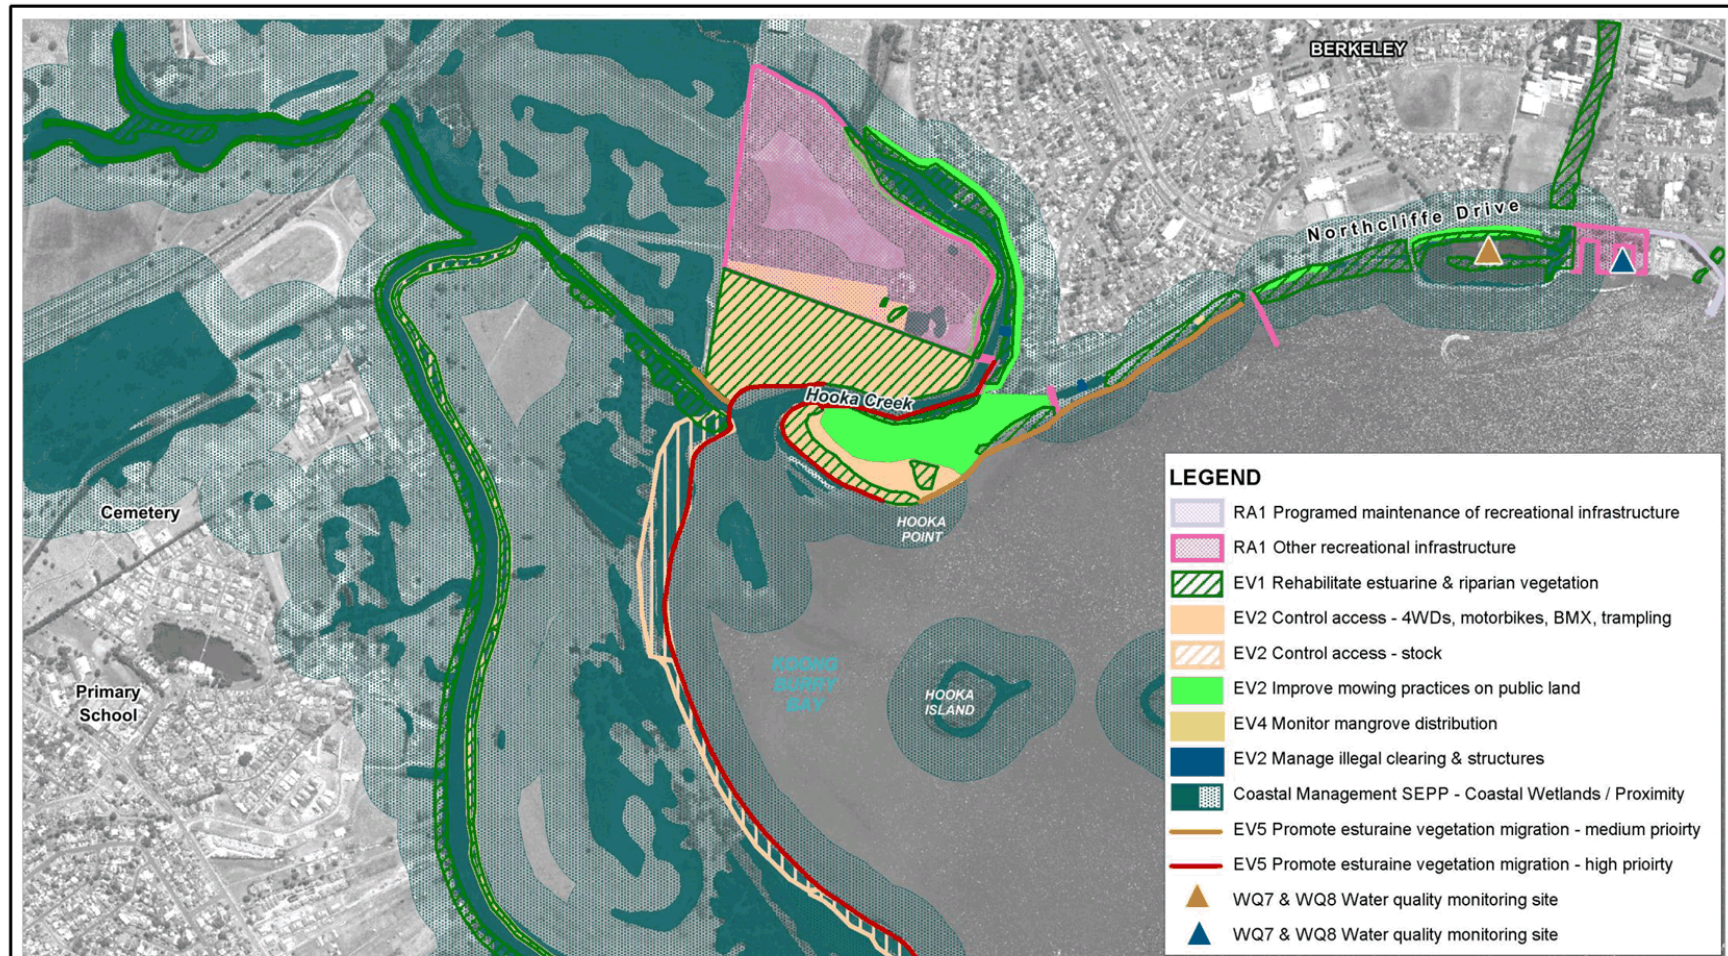 BERKELEY
Northcliffe Drive
Hooka Creek
Cemetery
HOOKA
POINT
Primary
School
KOONG
BURRY
BAY
HOOKA
ISLAND
LEGEND
RA1 Programed maintenance of recreational infrastructure
RA1 Other recreational infrastructure
EV1 Rehabilitate estuarine & riparian vegetation
EV2 Control access - 4WDs, motorbikes, BMX, trampling
EV2 Control access - stock
EV2 Improve mowing practices on public land
EV4 Monitor mangrove distribution
EV2 Manage illegal clearing & structures
Coastal Management SEPP - Coastal Wetlands / Proximity
EV5 Promote esturaine vegetation migration - medium prioirty
EV5 Promote esturaine vegetation migration - high prioirty
WQ7 & WQ8 Water quality monitoring site
WQ7 & WQ8 Water quality monitoring site